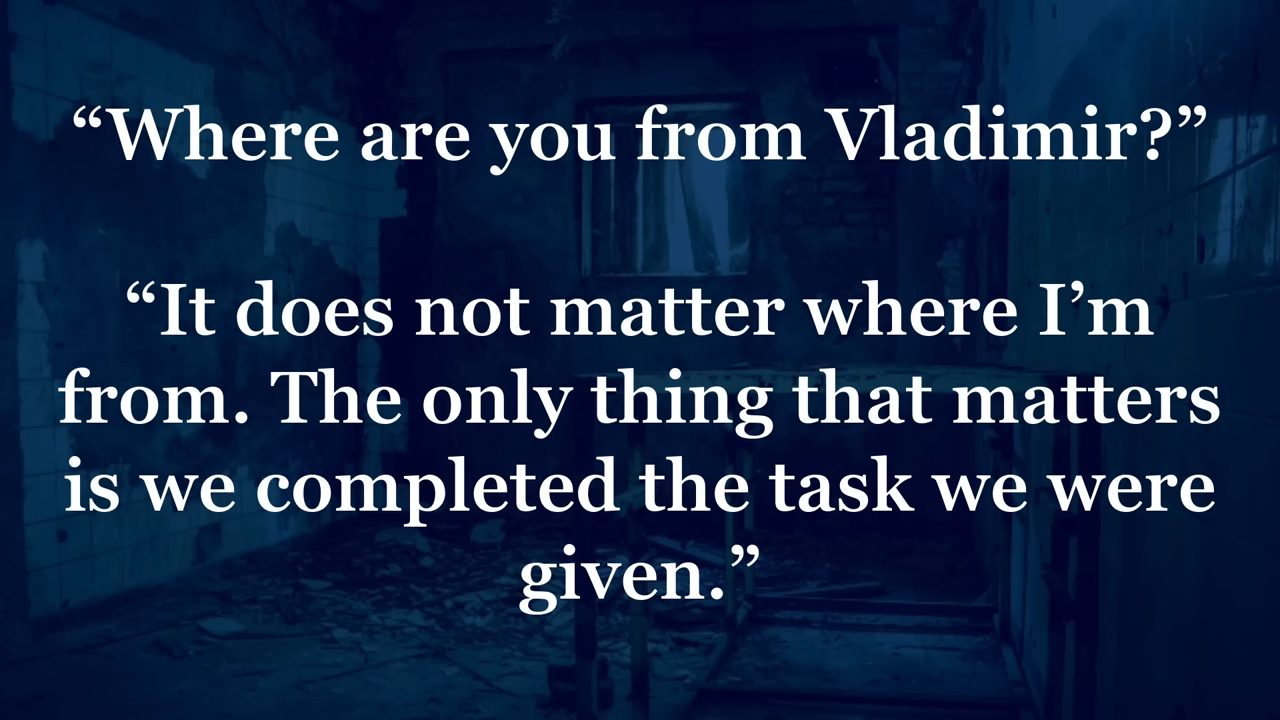 “Where are you from Vladimir?”
“It does not matter where I’m
from. The only thing that matters
is we completed the task we were
given.”